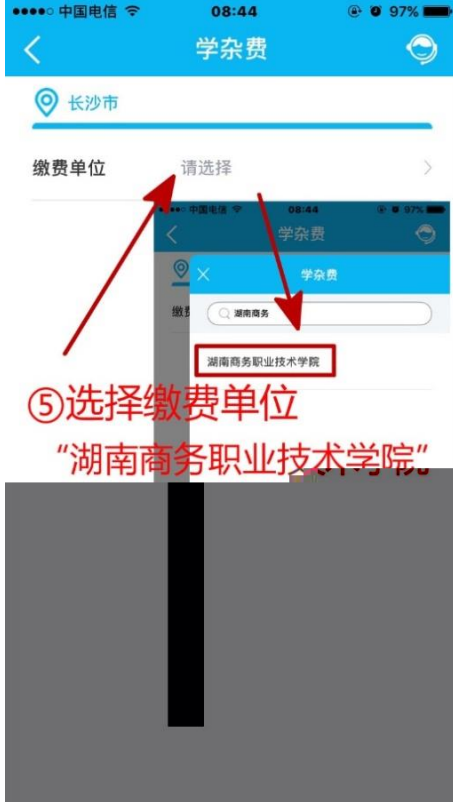 中国电信 08:44 97%
学杂费
长沙市
缴费单位 请选择
中国电信 08:44 97%
学杂费
缴费
学杂费
湖南商务
湖南商务职业技术学院
⑤选择缴费单位
“湖南商务职业技术学院”